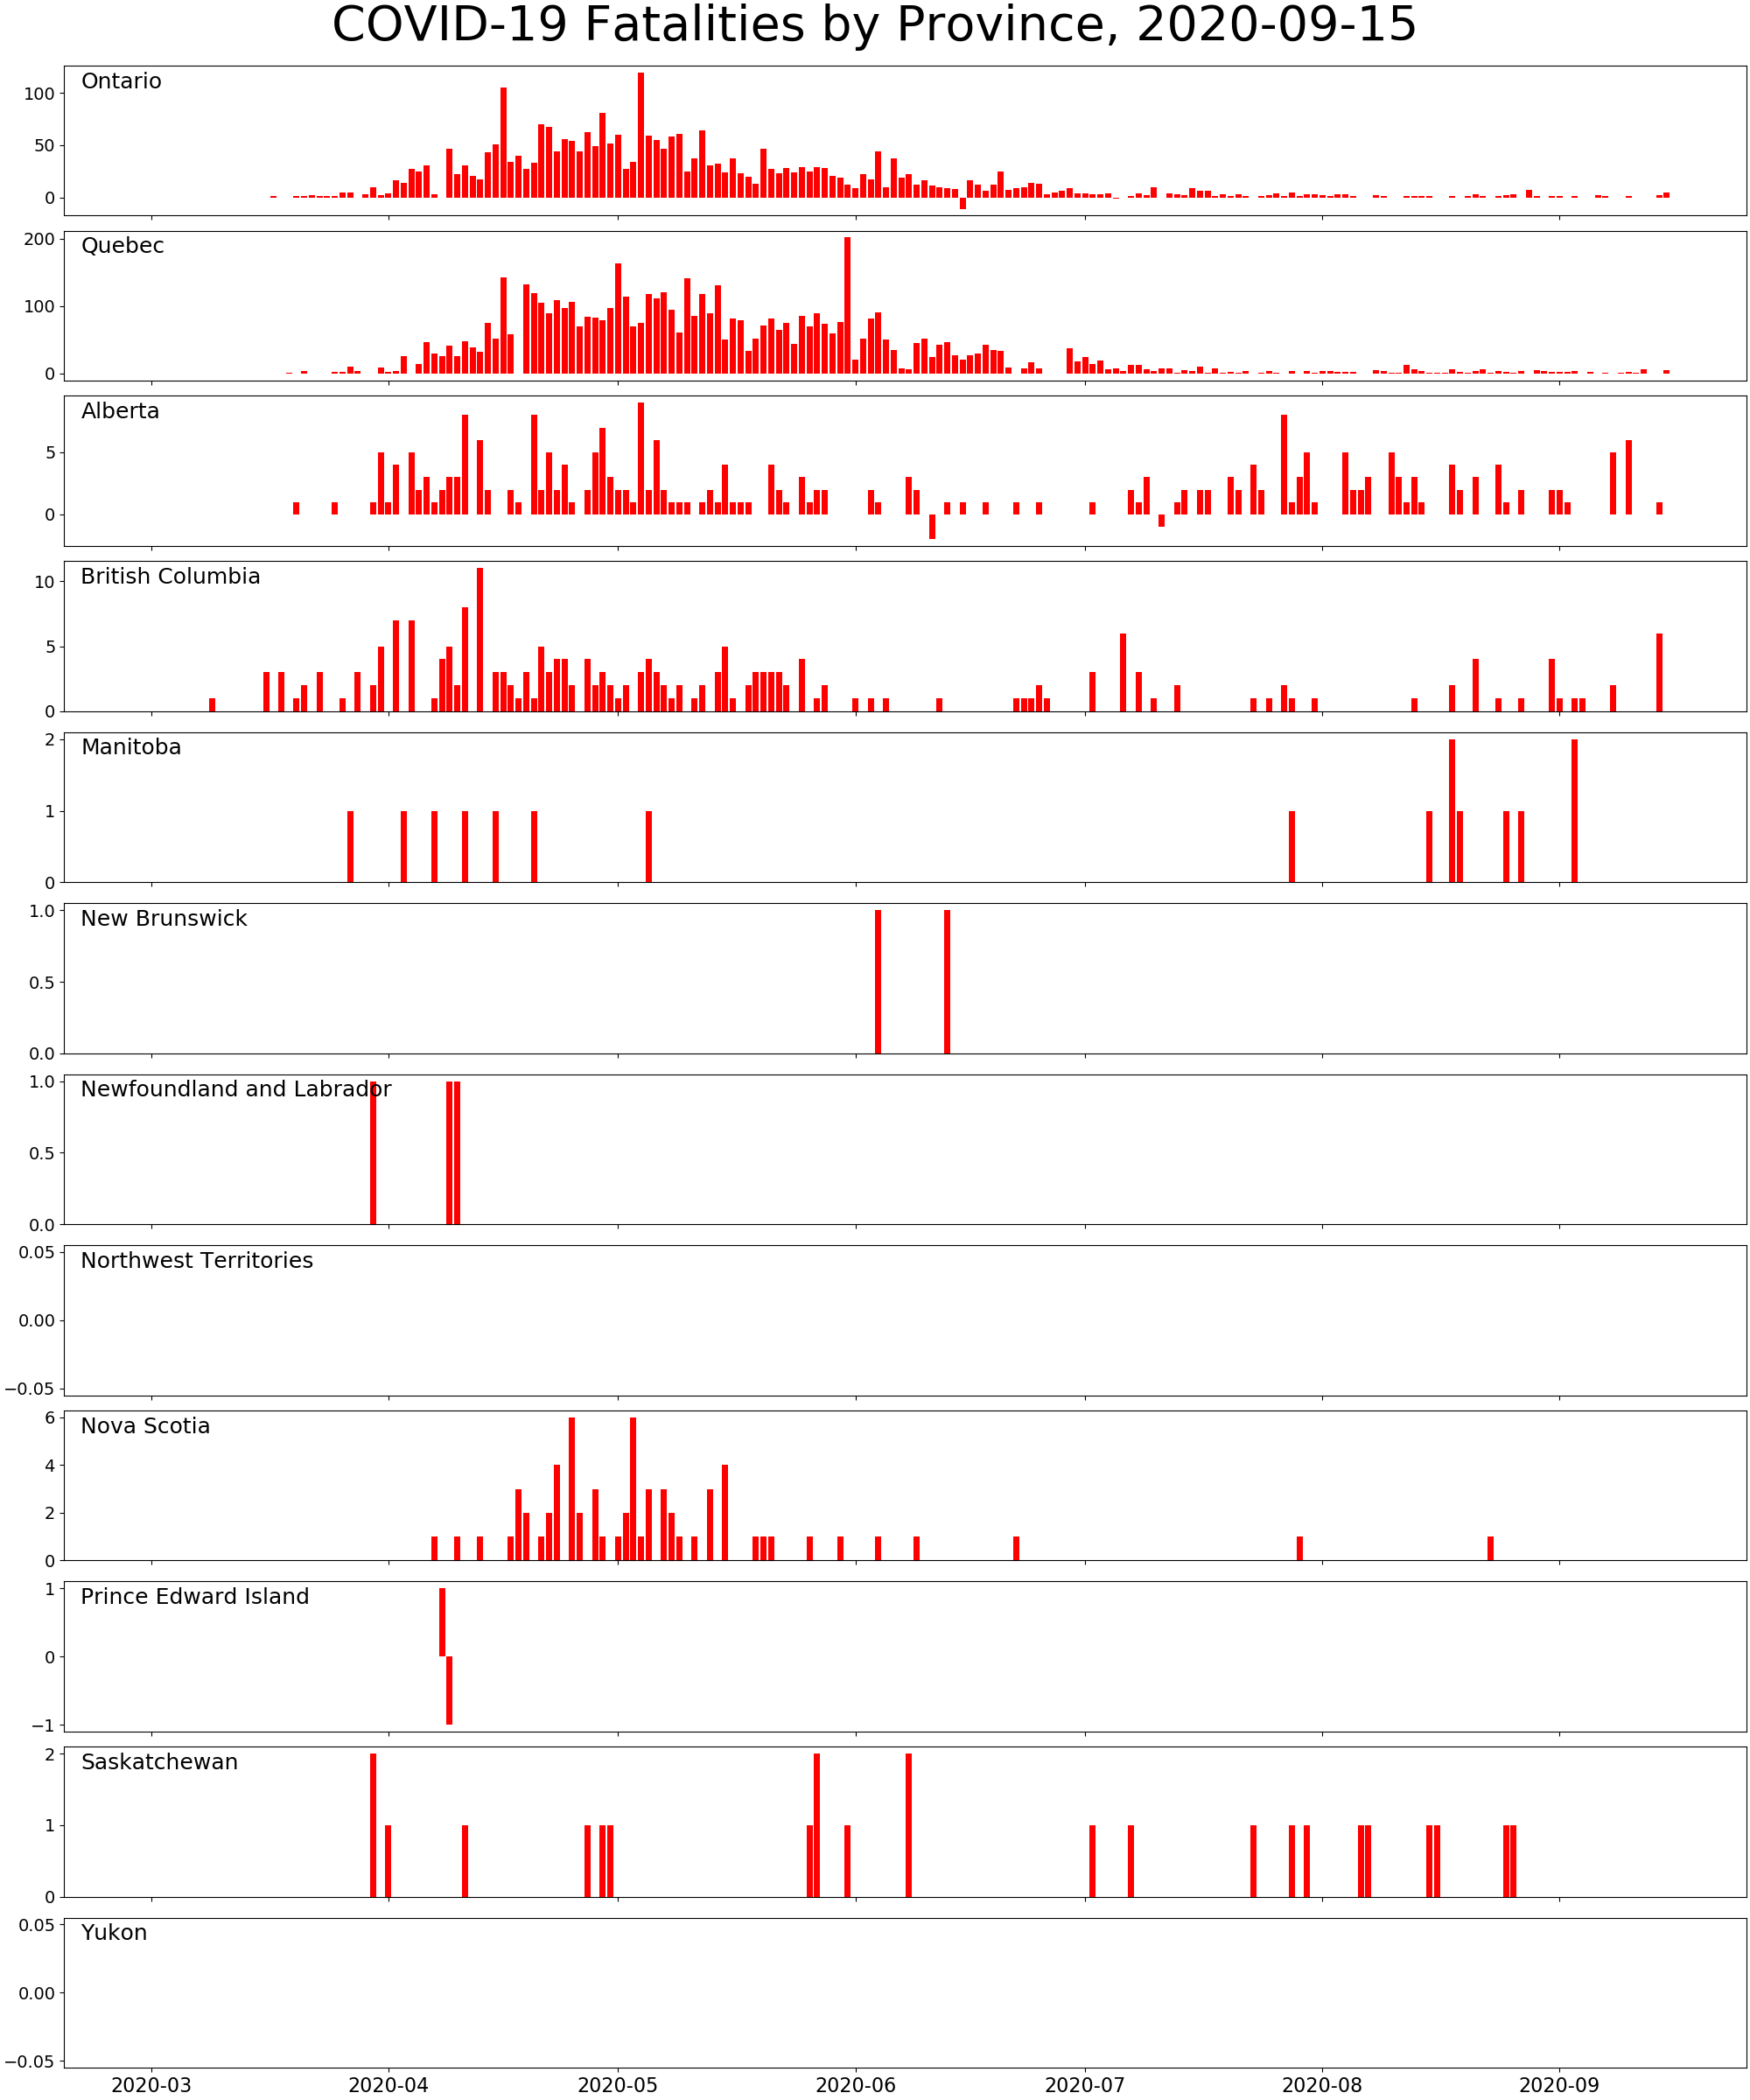 COVID-19 Fatalities by Province, 2020-09-15
Ontario
100
50
0
Quebec
200
100
0
Alberta
5
0
British Columbia
10
5
0
Manitoba
2
1
0
New Brunswick
1.0
0.5
0.0
Newfoundland and Labrador
1.0
0.5
0.0
Northwest Territories
0.05
0.00
−0.05
Nova Scotia
6
4
2
0
Prince Edward Island
1
0
−1
Saskatchewan
2
1
0
Yukon
0.05
0.00
−0.05
2020-03 2020-04 2020-05 2020-06 2020-07 2020-08 2020-09